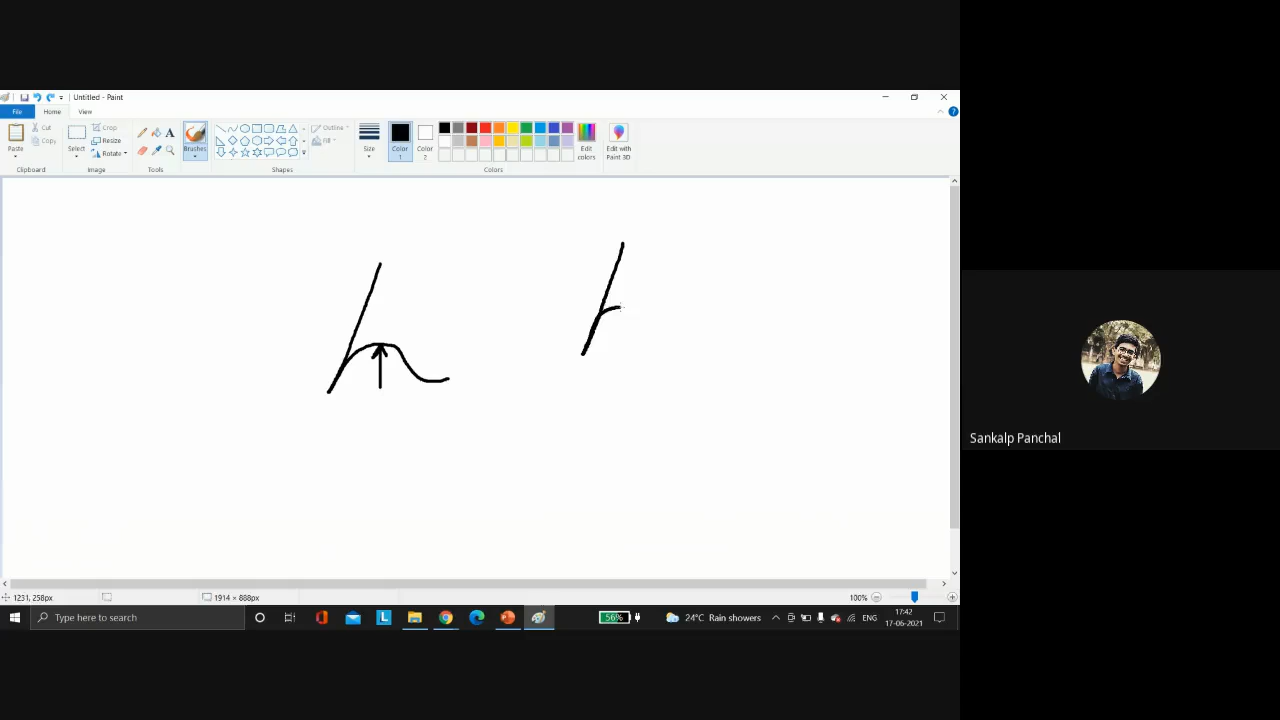 Untitled - Paint
File Home View
Cut
Copy
Paste
Crop
Resize
Rotate
Select
Brushes
Outline
Fill
Size
Color 1
Color 2
Edit colors
Edit with Paint 3D
Clipboard Image Tools Shapes Colors
h
Sankalp Panchal
1231, 258px 1914 × 888px 100%
Type here to search 56% 24°C Rain showers ENG 17:42
17-06-2021